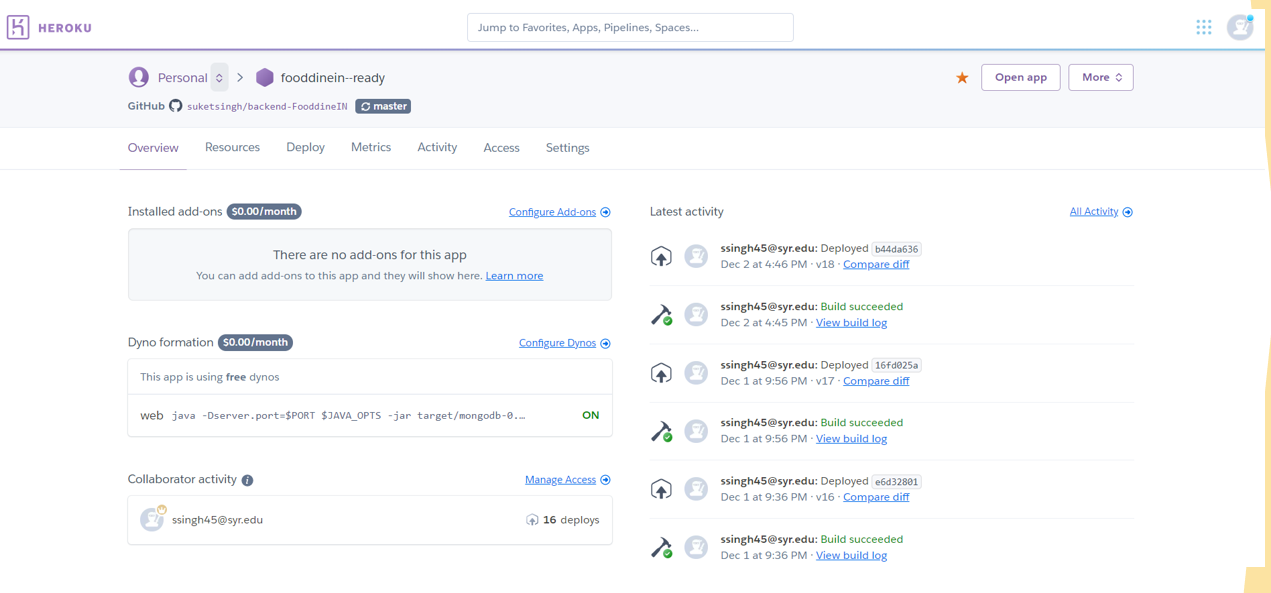 HEROKU
Jump to Favorites, Apps, Pipelines, Spaces...
Personal > fooddinein--ready
Open app
More
GitHub suketsingh/backend-FooddineIN master
Overview Resources Deploy Metrics Activity Access Settings
Installed add-ons $0.00/month Configure Add-ons
There are no add-ons for this app
You can add add-ons to this app and they will show here. Learn more
Dyno formation $0.00/month Configure Dynos
This app is using free dynos
web java -Dserver.port=$PORT $JAVA_OPTS -jar target/mongodb-0.… ON
Collaborator activity i Manage Access
ssingh45@syr.edu 16 deploys
Latest activity All Activity
ssingh45@syr.edu: Deployed b44da636
Dec 2 at 4:46 PM · v18 · Compare diff
ssingh45@syr.edu: Build succeeded
Dec 2 at 4:45 PM · View build log
ssingh45@syr.edu: Deployed 16fd025a
Dec 1 at 9:56 PM · v17 · Compare diff
ssingh45@syr.edu: Build succeeded
Dec 1 at 9:56 PM · View build log
ssingh45@syr.edu: Deployed e6d32801
Dec 1 at 9:36 PM · v16 · Compare diff
ssingh45@syr.edu: Build succeeded
Dec 1 at 9:36 PM · View build log